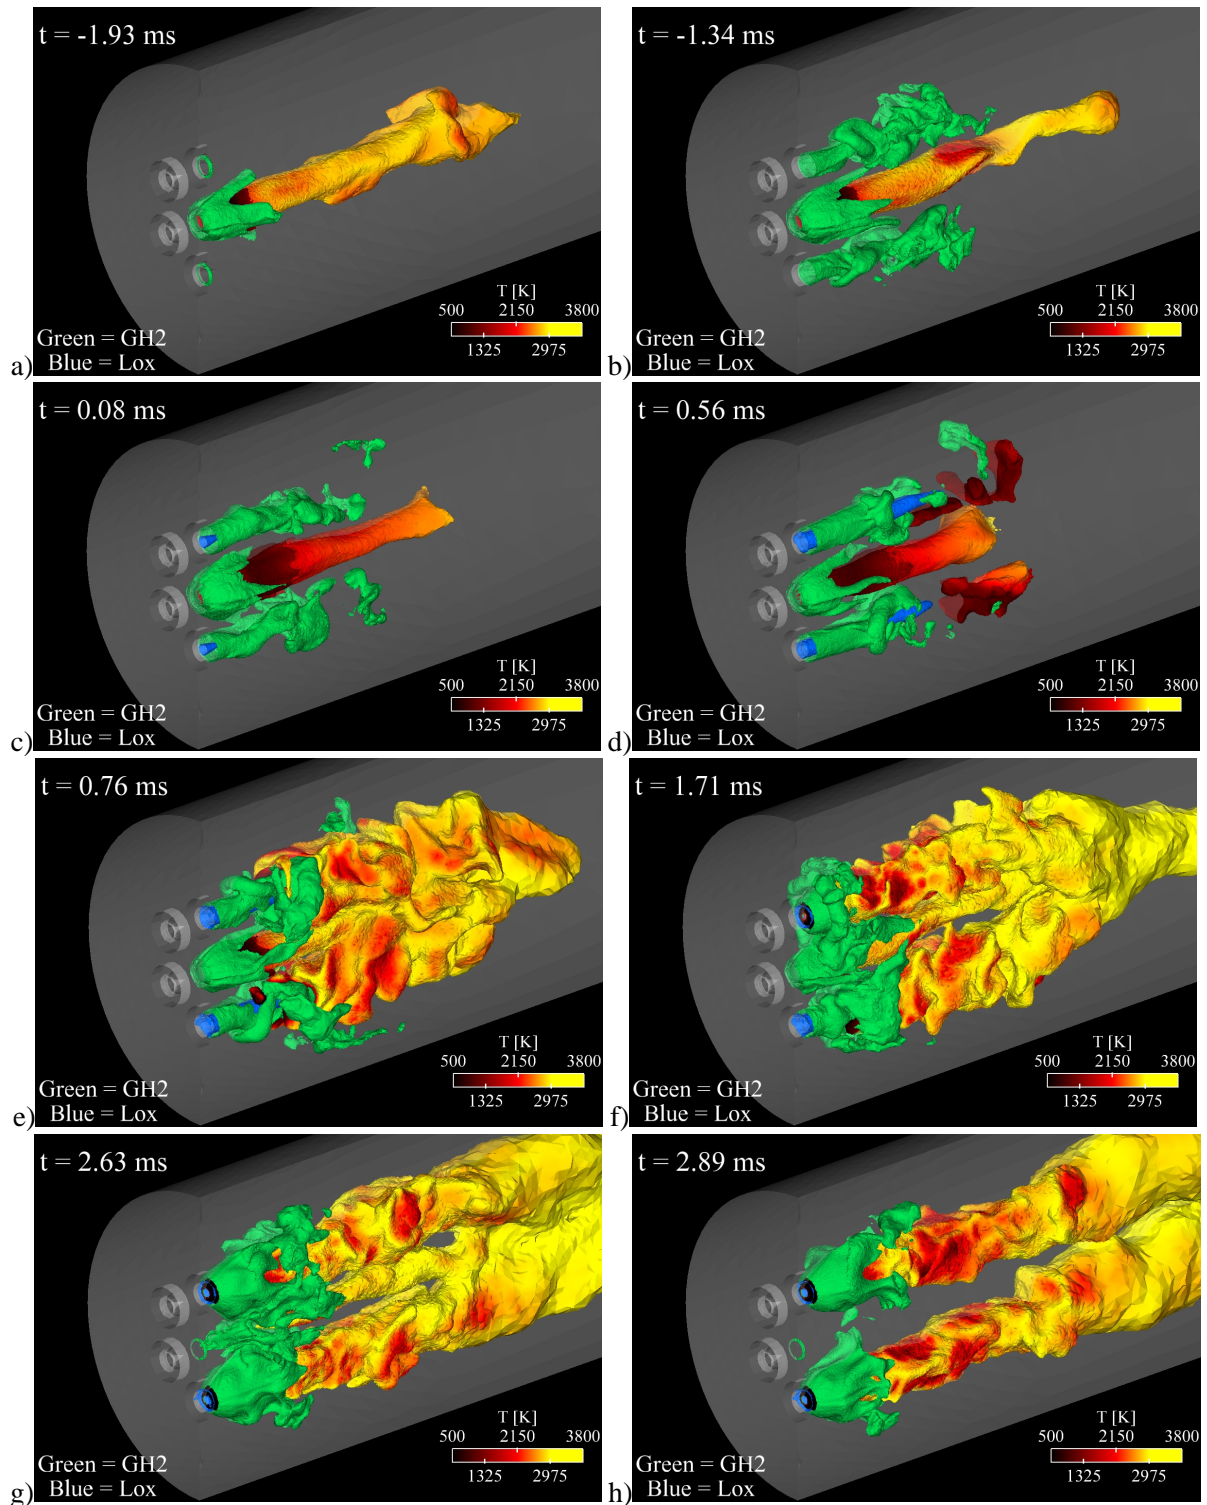 t = -1.93 ms
T [K]
500 2150 3800
1325 2975
Green = GH2
Blue = Lox
a)
t = -1.34 ms
T [K]
500 2150 3800
1325 2975
Green = GH2
Blue = Lox
b)
t = 0.08 ms
T [K]
500 2150 3800
1325 2975
Green = GH2
Blue = Lox
c)
t = 0.56 ms
T [K]
500 2150 3800
1325 2975
Green = GH2
Blue = Lox
d)
t = 0.76 ms
T [K]
500 2150 3800
1325 2975
Green = GH2
Blue = Lox
e)
t = 1.71 ms
T [K]
500 2150 3800
1325 2975
Green = GH2
Blue = Lox
f)
t = 2.63 ms
T [K]
500 2150 3800
1325 2975
Green = GH2
Blue = Lox
g)
t = 2.89 ms
T [K]
500 2150 3800
1325 2975
Green = GH2
Blue = Lox
h)